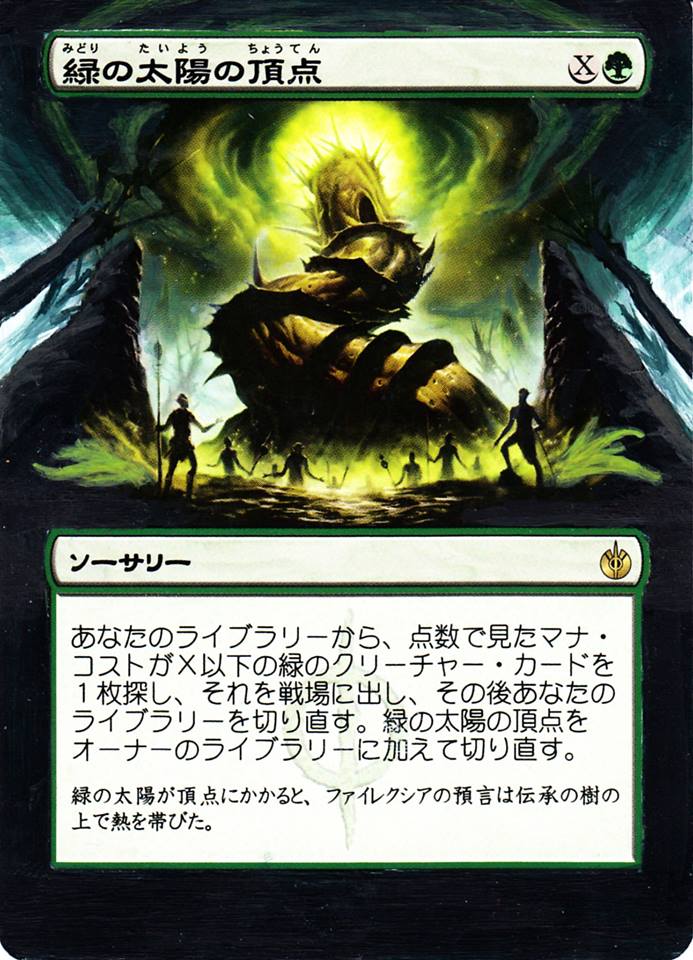 みどり たいよう ちょうてん
緑の太陽の頂点
X
ソーサリー
あなたのライブラリーから、点数で見たマナ・
コストがX以下の緑のクリーチャー・カードを
1枚探し、それを戦場に出し、その後あなたの
ライブラリーを切り直す。緑の太陽の頂点を
オーナーのライブラリーに加えて切り直す。
緑の太陽が頂点にかかると、ファイレクシアの預言は伝承の樹の
上で熱を帯びた。